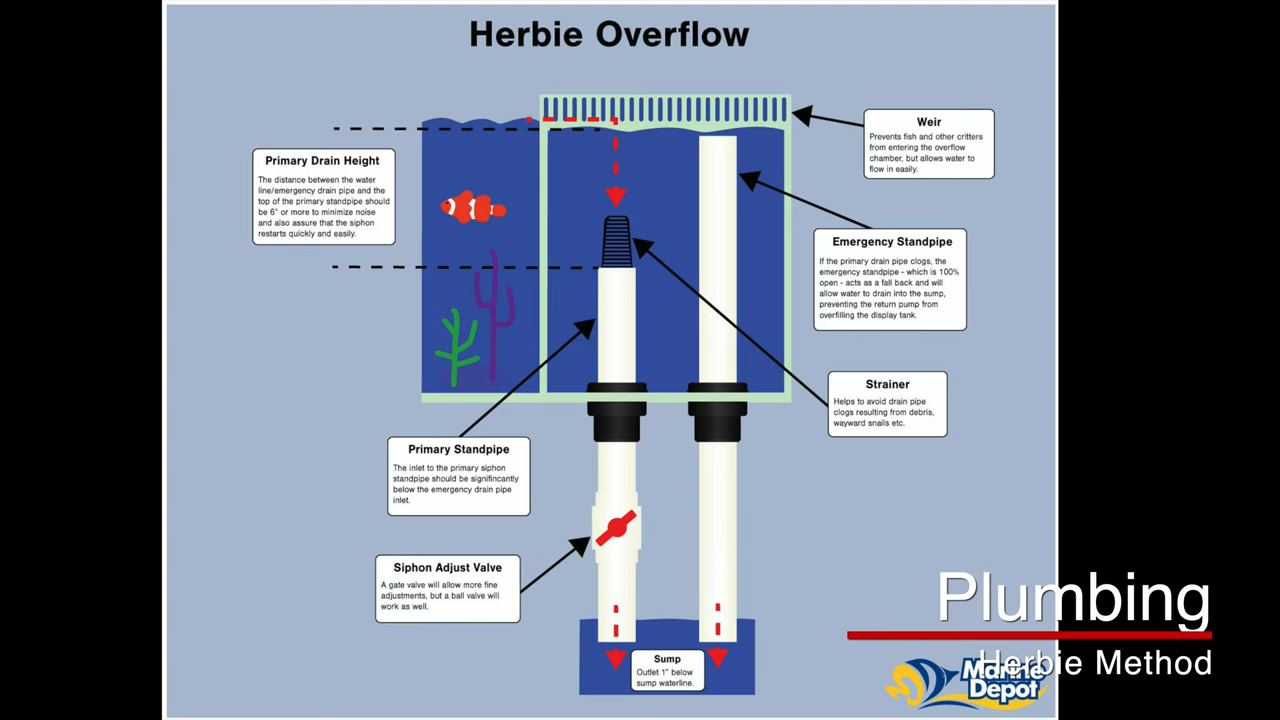 Herbie Overflow
Weir
Prevents fish and other critters
from entering the overflow
chamber, but allows water to
flow in easily.
Primary Drain Height
The distance between the water
line/emergency drain pipe and the
top of the primary standpipe should
be 6" or more to minimize noise
and also assure that the siphon
restarts quickly and easily.
Emergency Standpipe
If the primary drain pipe clogs, the
emergency standpipe - which is 100%
open - acts as a fall back and will
allow water to drain into the sump,
preventing the return pump from
overfilling the display tank.
Strainer
Helps to avoid drain pipe
clogs resulting from debris,
wayward snails etc.
Primary Standpipe
The inlet to the primary siphon
standpipe should be signifincantly
below the emergency drain pipe
inlet.
Siphon Adjust Valve
A gate valve will allow more fine
adjustments, but a ball valve will
work as well.
Sump
Outlet 1" below
sump waterline.
Plumbing
Herbie Method
Marine
Depot